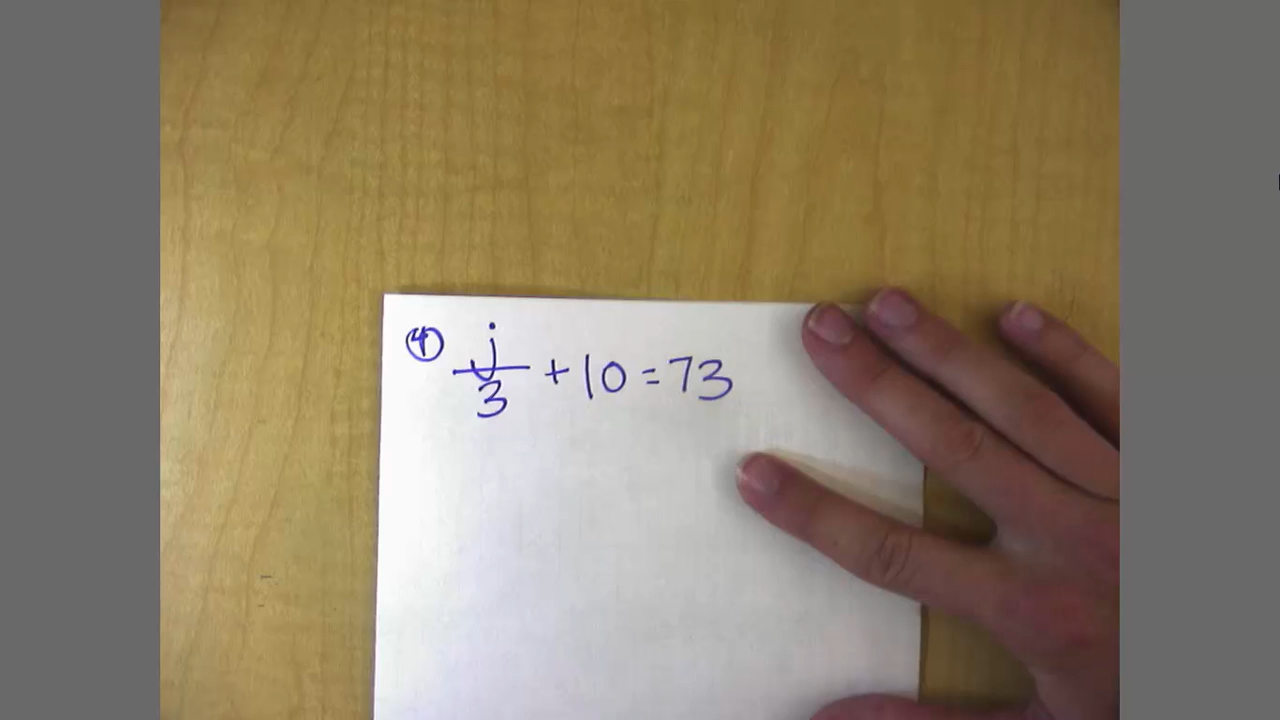 ④ j/3 + 10 = 73